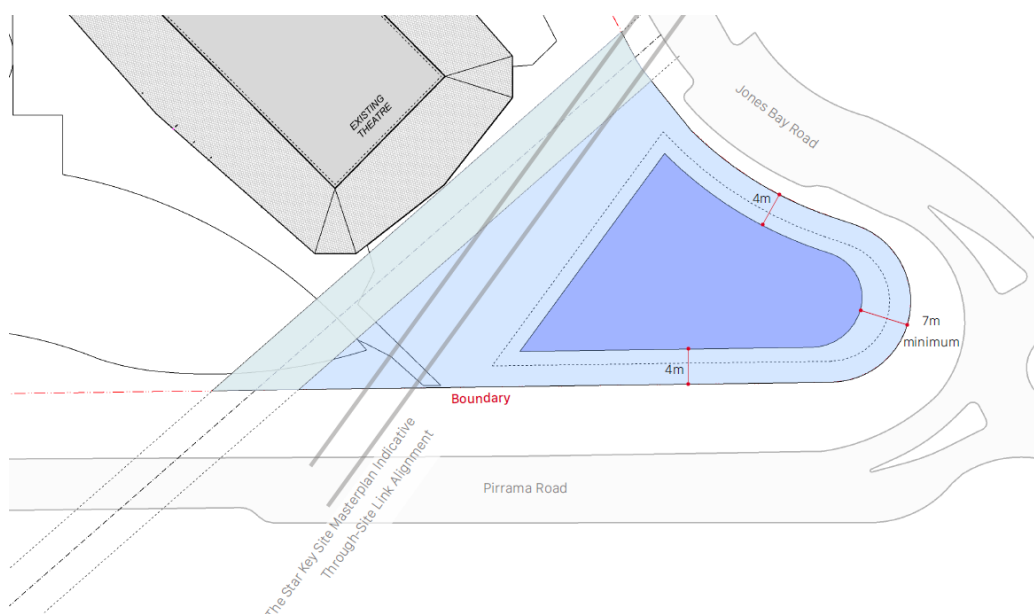 EXISTING
THEATRE
Jones Bay Road
4m
7m
minimum
4m
Boundary
The Star Key Site Masterplan Indicative
Through-Site Link Alignment
Pirrama Road